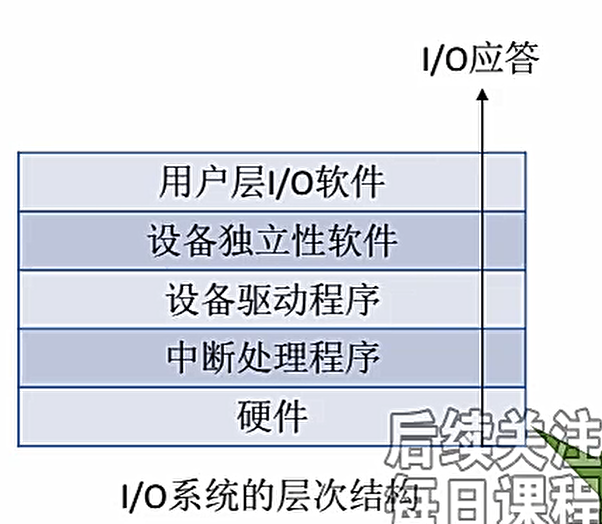 I/O应答
用户层I/O软件
设备独立性软件
设备驱动程序
中断处理程序
硬件
后续关注
I/O系统的层次结构
每日课程